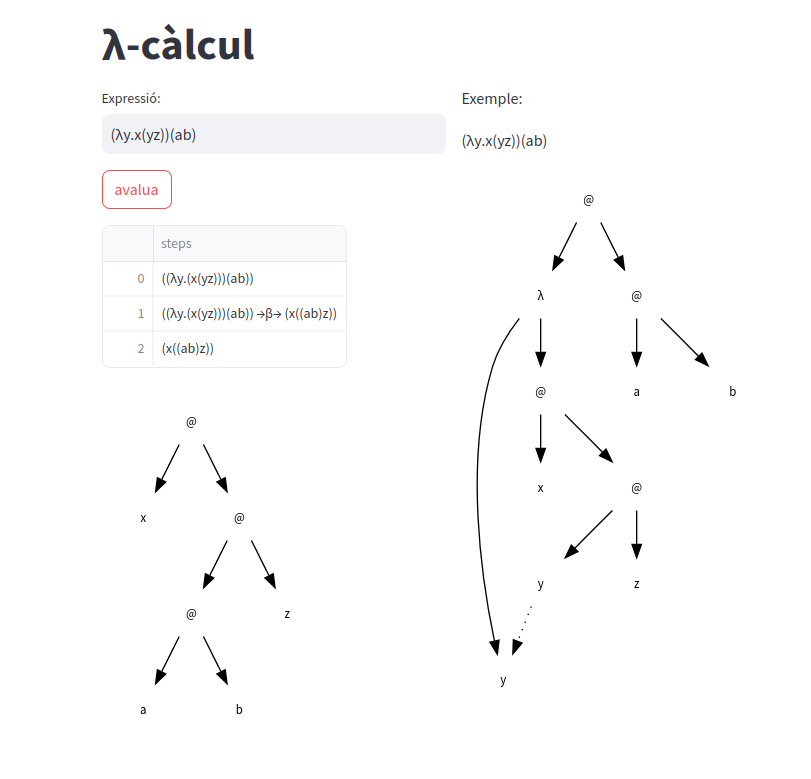 λ-càlcul
Expressió:
(λy.x(yz))(ab)
avalua
steps
0 ((λy.(x(yz)))(ab))
1 ((λy.(x(yz)))(ab)) →β→ (x((ab)z))
2 (x((ab)z))
@
x @
@ z
a b
Exemple:
(λy.x(yz))(ab)
@
λ @
@ a b
x @
y z
y